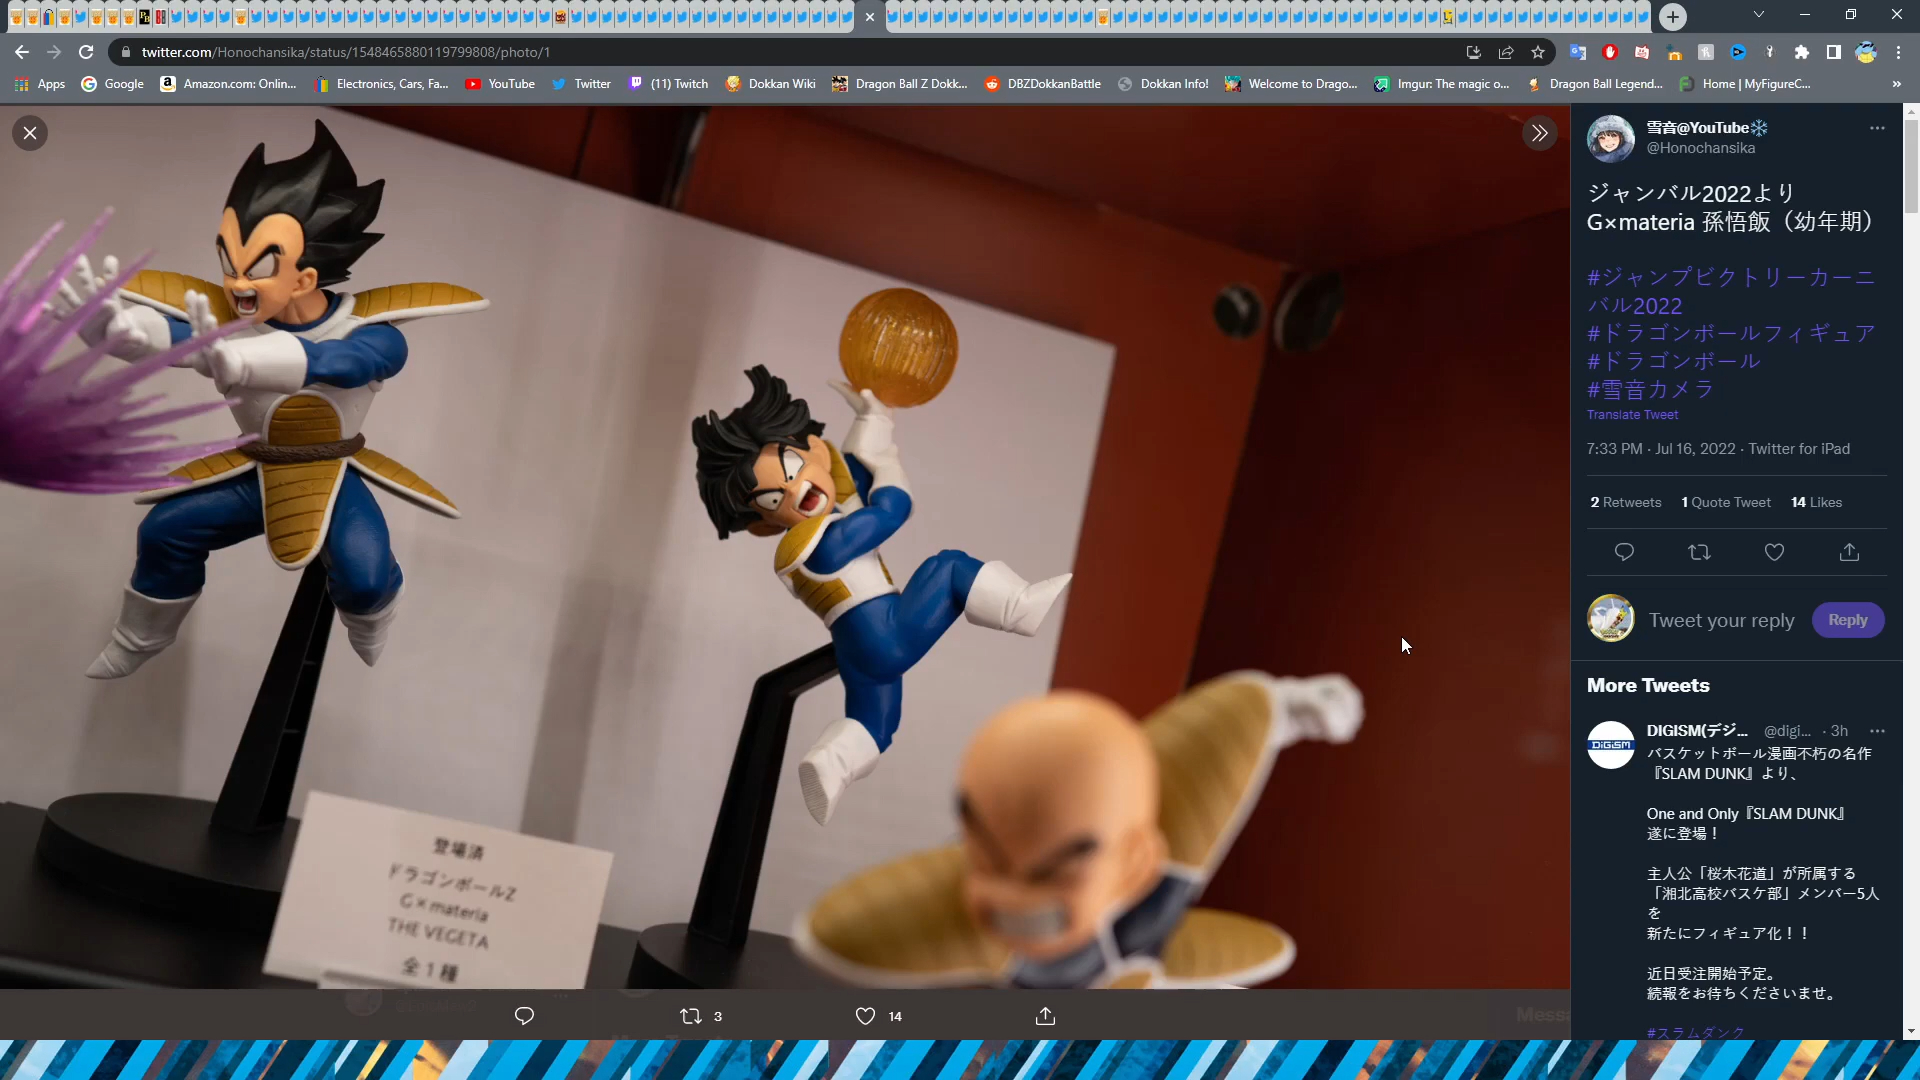 twitter.com/Honochansika/status/1548465880119799808/photo/1
Apps
Google
Amazon.com: Onlin...
Electronics, Cars, Fa...
YouTube
Twitter
(11) Twitch
Dokkan Wiki
Dragon Ball Z Dokk...
DBZDokkanBattle
Dokkan Info!
Welcome to Drago...
Imgur: The magic o...
Dragon Ball Legend...
Home | MyFigureC...
雪音@YouTube❄️
@Honochansika
ジャンバル2022より
G×materia 孫悟飯（幼年期）
#ジャンプビクトリーカーニ
バル2022
#ドラゴンボールフィギュア
#ドラゴンボール
#雪音カメラ
Translate Tweet
7:33 PM · Jul 16, 2022 · Twitter for iPad
2 Retweets 1 Quote Tweet 14 Likes
Tweet your reply
Reply
More Tweets
DIGISM(デジ... @digi... · 3h
DIGISM
バスケットボール漫画不朽の名作
『SLAM DUNK』より、
One and Only『SLAM DUNK』
遂に登場！
主人公「桜木花道」が所属する
「湘北高校バスケ部」メンバー5人
を
新たにフィギュア化！！
近日受注開始予定。
続報をお待ちくださいませ。
#スラムダンク
登場済
ドラゴンボールZ
G×materia
THE VEGETA
全1種
3
14
Messa